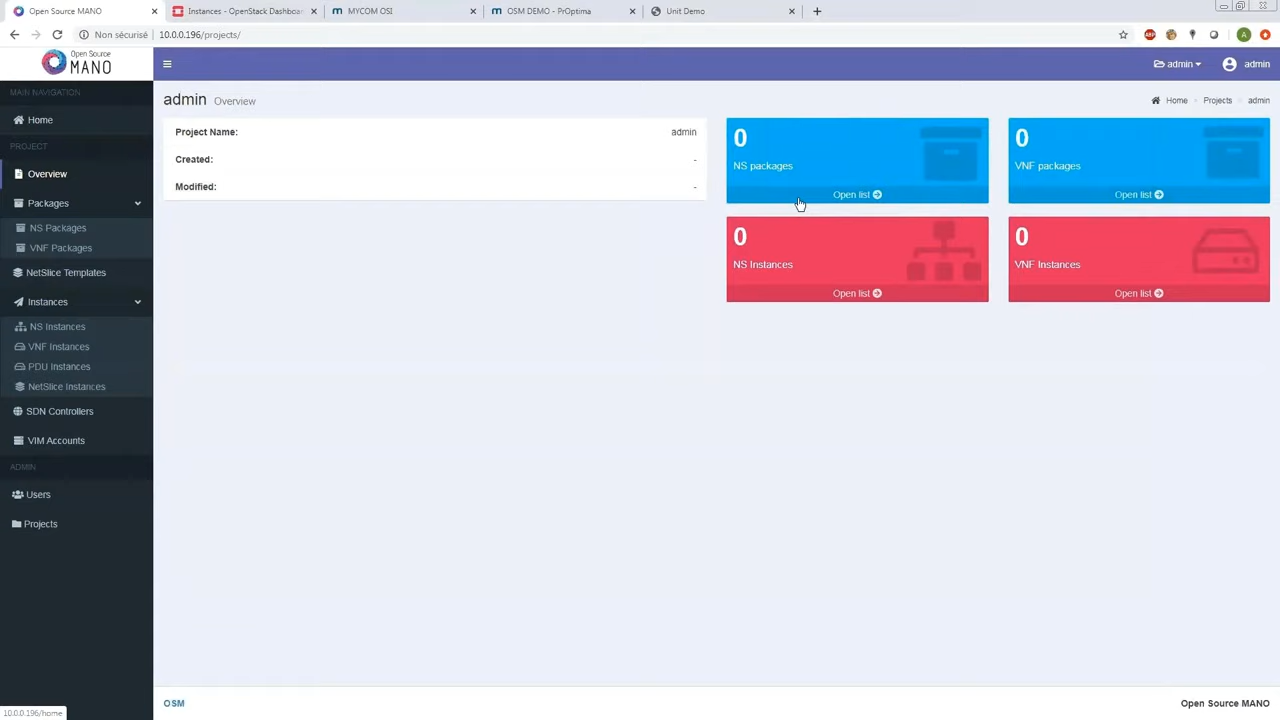 Open Source MANO
Instances - OpenStack Dashboar
MYCOM OSI
OSM DEMO - PrOptima
Unit Demo
Non sécurisé
10.0.0.196/projects/
ABP
A
Open Source
MANO
admin
admin
MAIN NAVIGATION
Home
PROJECT
Overview
Packages
NS Packages
VNF Packages
NetSlice Templates
Instances
NS Instances
VNF Instances
PDU Instances
NetSlice Instances
SDN Controllers
VIM Accounts
ADMIN
Users
Projects
admin Overview
Home
Projects
admin
Project Name: admin
Created: -
Modified: -
0
NS packages
Open list
0
VNF packages
Open list
0
NS Instances
Open list
0
VNF Instances
Open list
OSM
Open Source MANO
10.0.0.196/home